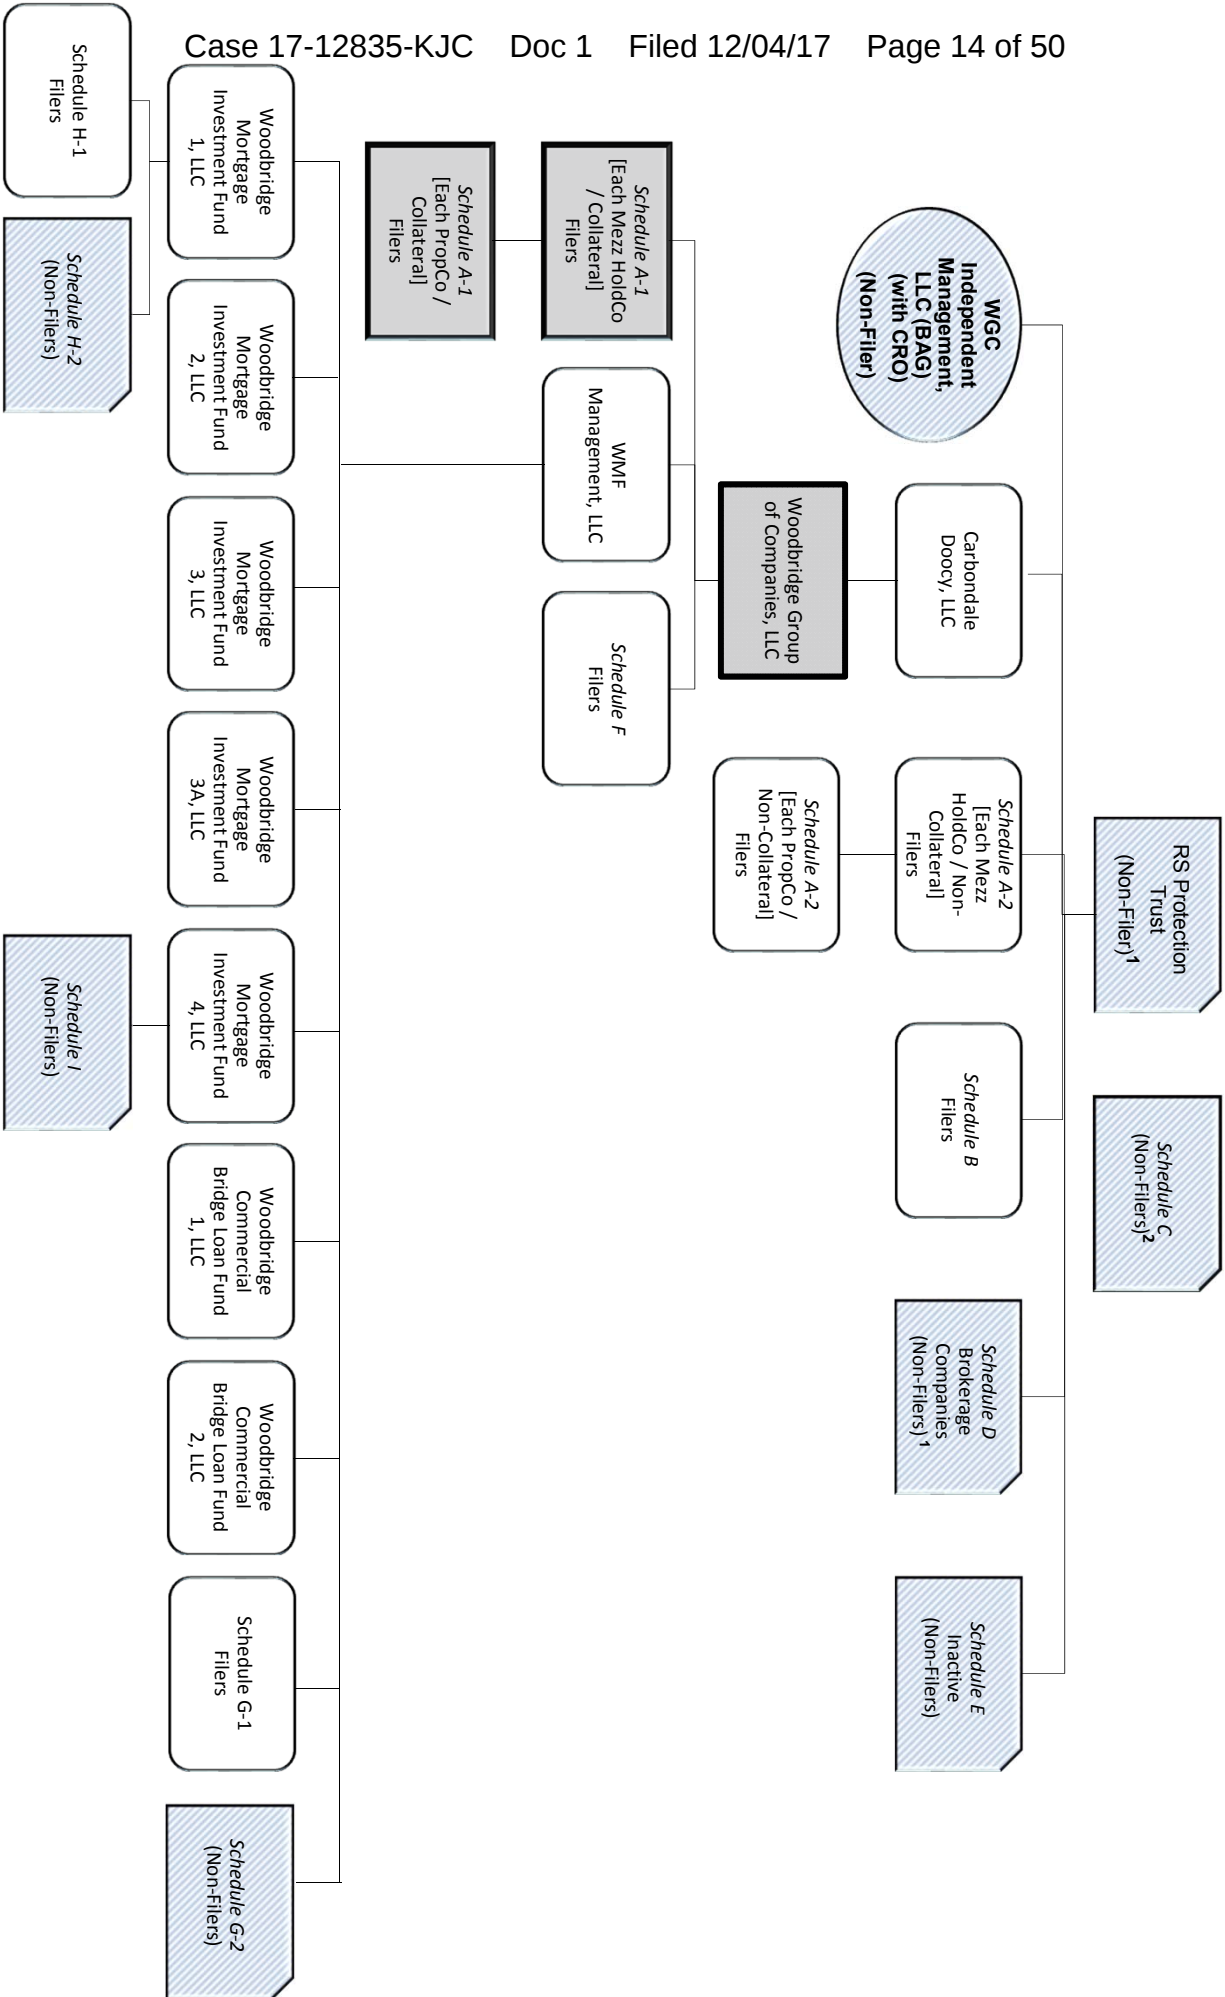 Case 17-12835-KJC Doc 1 Filed 12/04/17 Page 14 of 50
RS Protection
Trust
(Non-Filer)1
Schedule C
(Non-Filers)2
WGC
Independent
Management,
LLC (BAG)
(with CRO)
(Non-Filer)
Carbondale
Doocy, LLC
Schedule A-2
[Each Mezz
HoldCo / Non-
Collateral]
Filers
Schedule B
Filers
Schedule D
Brokerage
Companies
(Non-Filers)1
Schedule E
Inactive
(Non-Filers)
Woodbridge Group
of Companies, LLC
Schedule A-2
[Each PropCo /
Non-Collateral]
Filers
Schedule A-1
[Each Mezz HoldCo
/ Collateral]
Filers
WMF
Management, LLC
Schedule F
Filers
Schedule A-1
[Each PropCo /
Collateral]
Filers
Woodbridge
Mortgage
Investment Fund
1, LLC
Woodbridge
Mortgage
Investment Fund
2, LLC
Woodbridge
Mortgage
Investment Fund
3, LLC
Woodbridge
Mortgage
Investment Fund
3A, LLC
Woodbridge
Mortgage
Investment Fund
4, LLC
Woodbridge
Commercial
Bridge Loan Fund
1, LLC
Woodbridge
Commercial
Bridge Loan Fund
2, LLC
Schedule G-1
Filers
Schedule G-2
(Non-Filers)
Schedule H-1
Filers
Schedule H-2
(Non-Filers)
Schedule I
(Non-Filers)